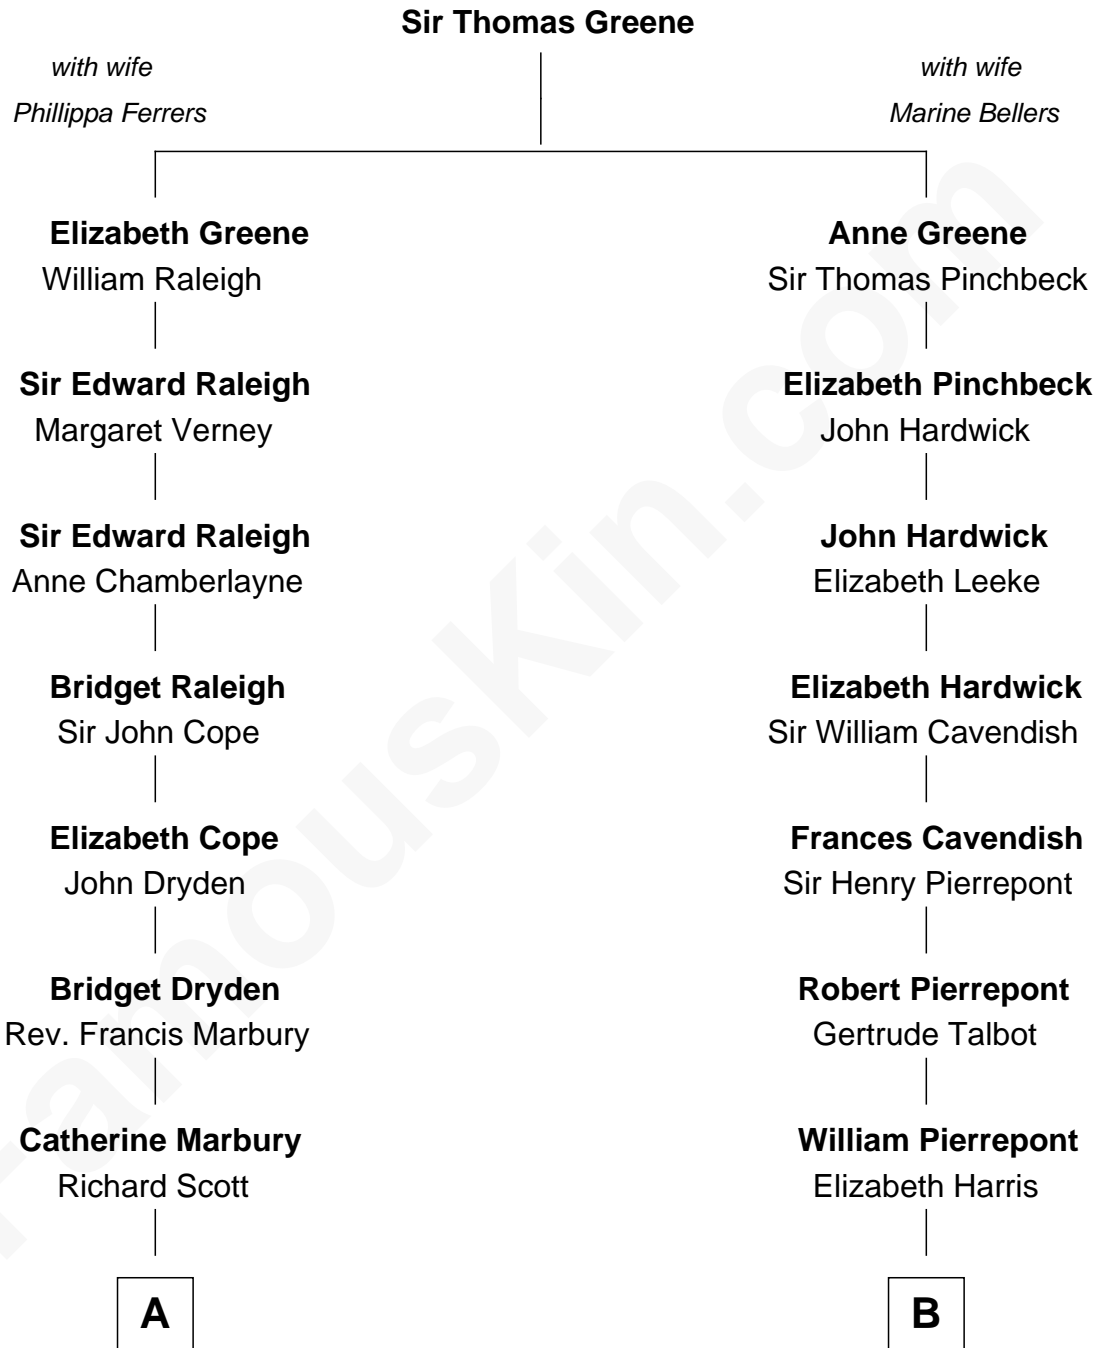 Sir Thomas Greene
with wife
Phillippa Ferrers
with wife
Marine Bellers
Elizabeth Greene
William Raleigh
Anne Greene
Sir Thomas Pinchbeck
Sir Edward Raleigh
Margaret Verney
Elizabeth Pinchbeck
John Hardwick
Sir Edward Raleigh
Anne Chamberlayne
John Hardwick
Elizabeth Leeke
Bridget Raleigh
Sir John Cope
Elizabeth Hardwick
Sir William Cavendish
Elizabeth Cope
John Dryden
Frances Cavendish
Sir Henry Pierrepont
Bridget Dryden
Rev. Francis Marbury
Robert Pierrepont
Gertrude Talbot
Catherine Marbury
Richard Scott
William Pierrepont
Elizabeth Harris
A
B
FamousKin.com